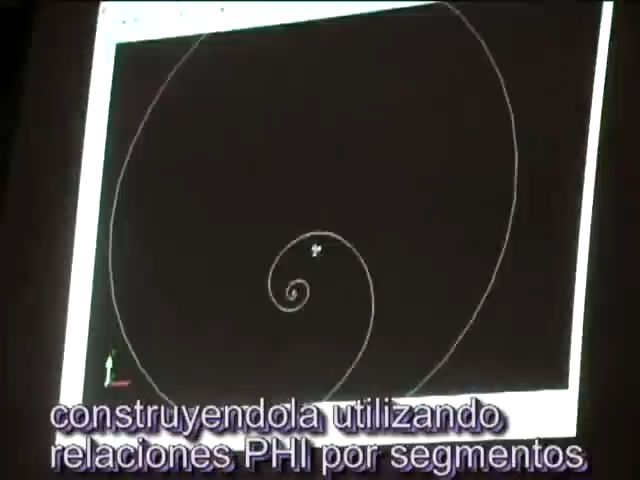 construyendola utilizando
relaciones PHI por segmentos